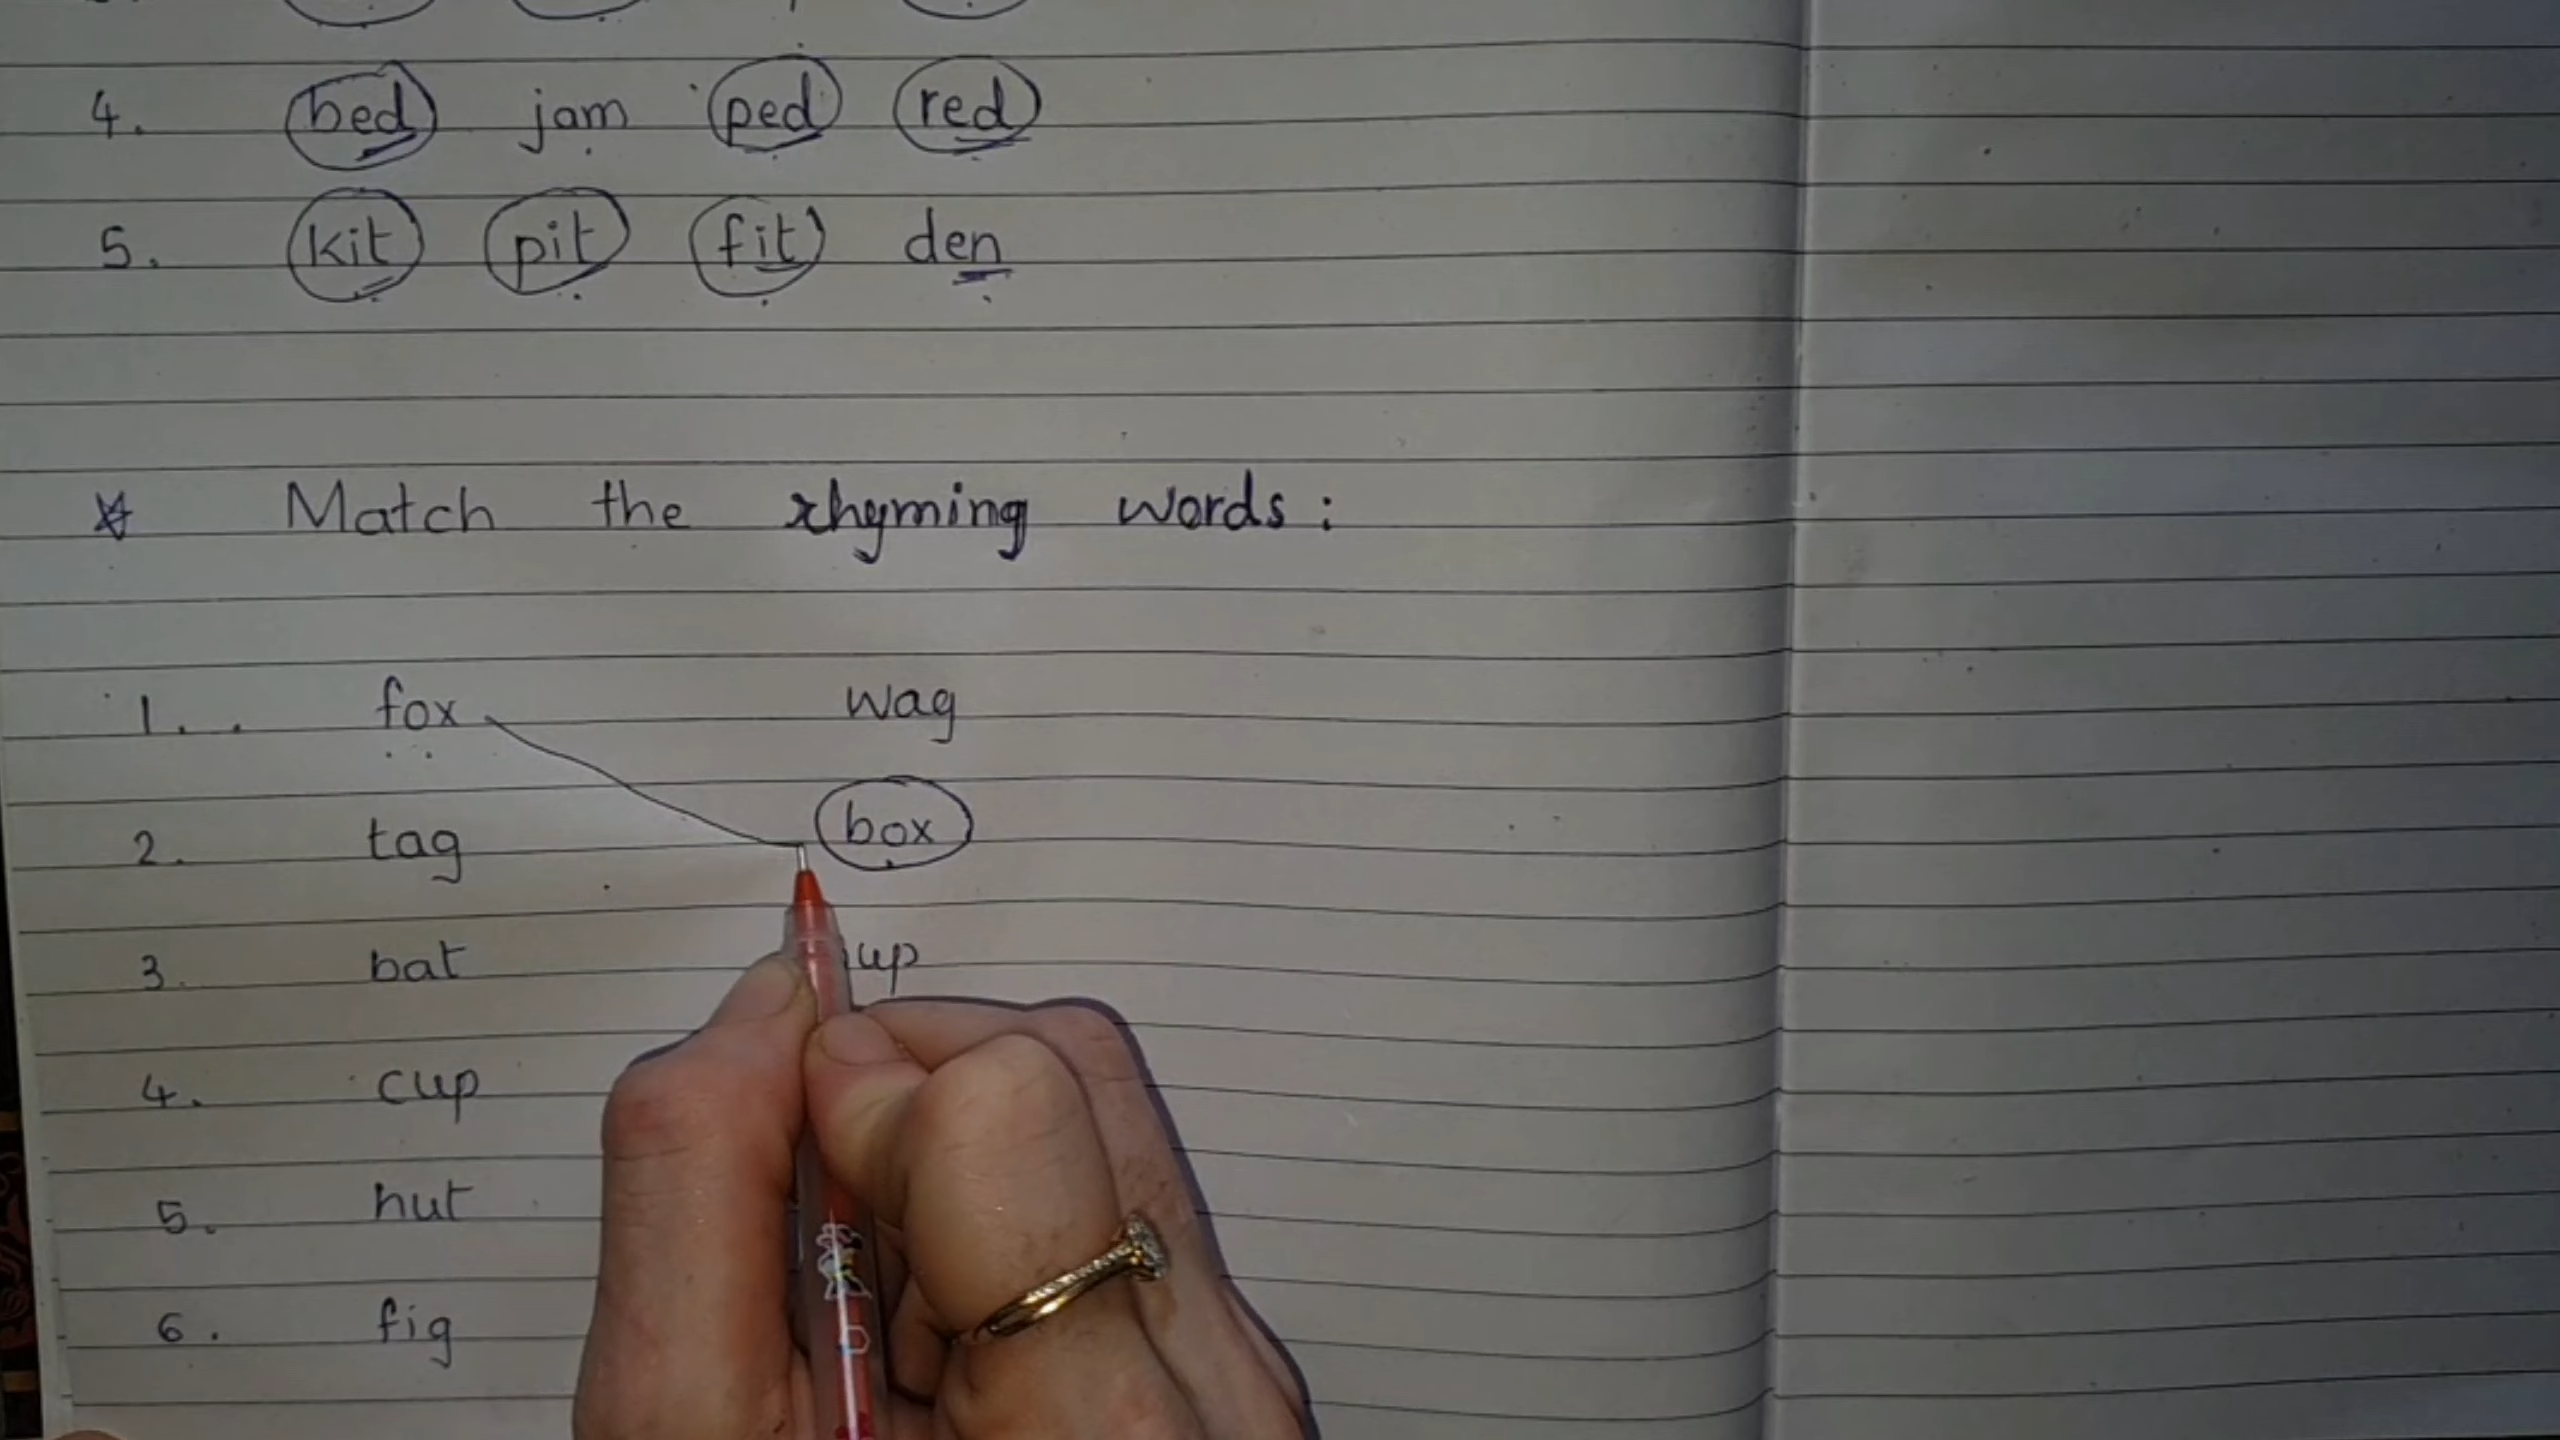 4. bed jam ped red
5. kit pit fit den
Match the rhyming words:
1. fox wag
2. tag box
3. bat
4. cup
5. hut
6. fig